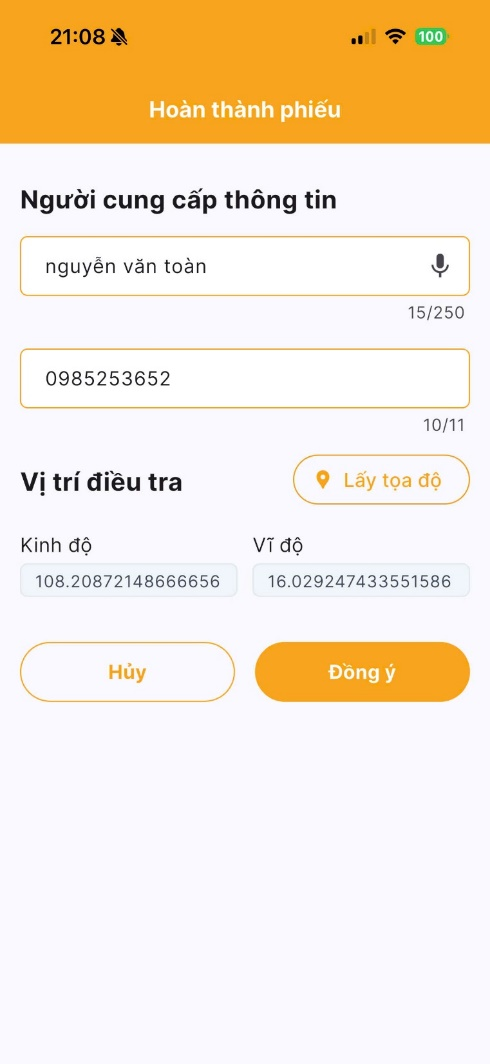 21:08
100
Hoàn thành phiếu
Người cung cấp thông tin
nguyễn văn toàn
15/250
0985253652
10/11
Vị trí điều tra
Lấy tọa độ
Kinh độ
Vĩ độ
108.20872148666656
16.029247433551586
Hủy
Đồng ý